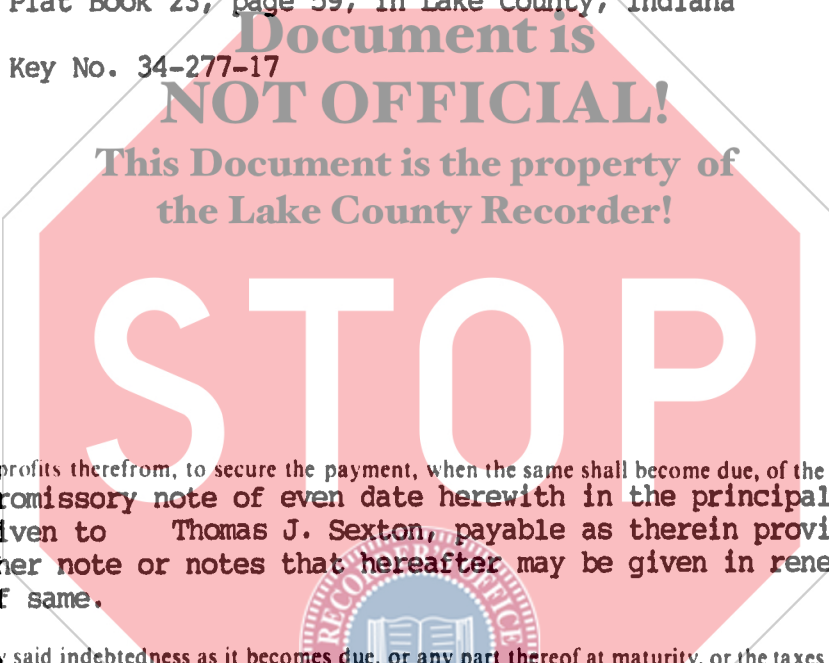 Plat Book 23, page 59, in Lake County, Indiana
Document is
Key No. 34-277-17
NOT OFFICIAL!
This Document is the property of
the Lake County Recorder!
STOP
profits therefrom, to secure the payment, when the same shall become due, of the
romissory note of even date herewith in the principal
iven to Thomas J. Sexton, payable as therein provi
her note or notes that hereafter may be given in rene
f same.
RECORDER OFFICE
y said indebtedness as it becomes due, or any part thereof at maturity, or the taxes